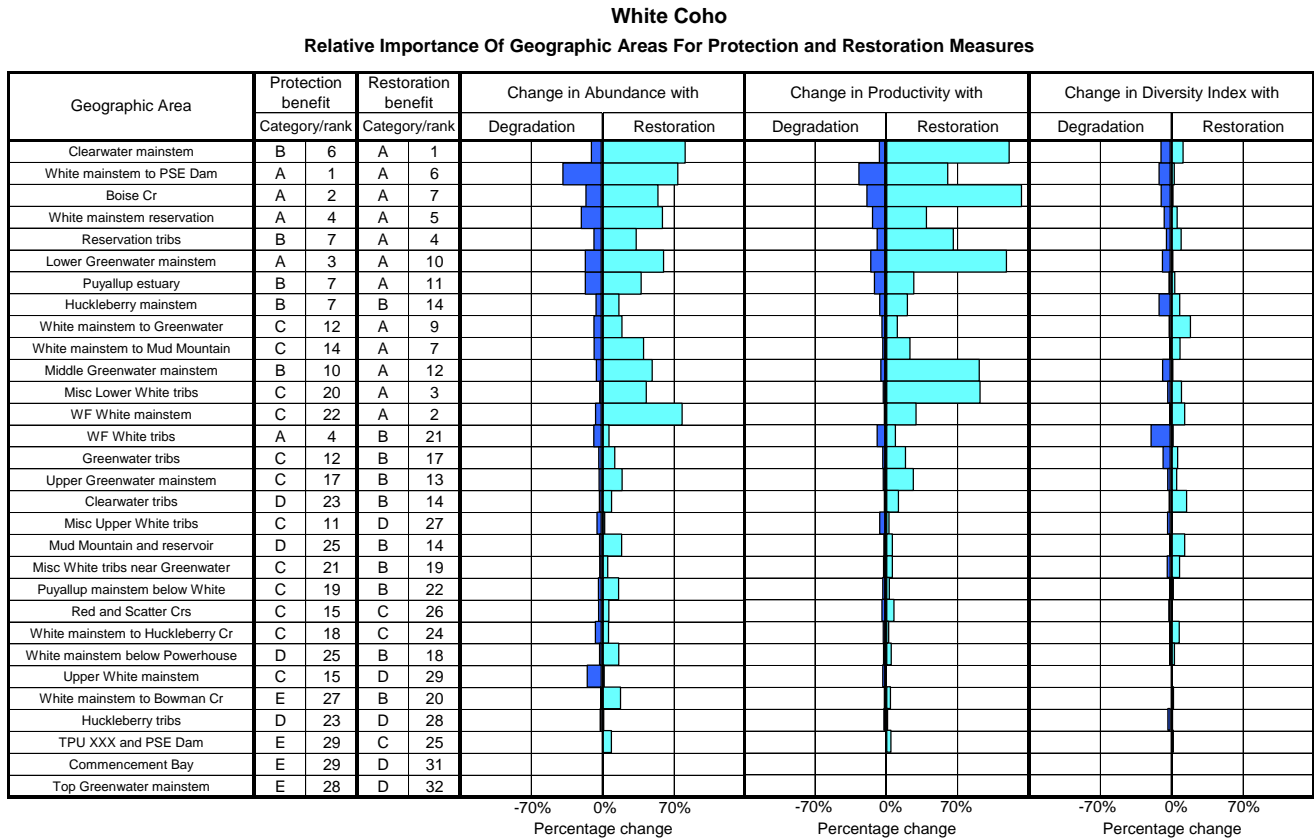 White Coho
Relative Importance Of Geographic Areas For Protection and Restoration Measures
Geographic Area
Protection benefit
Restoration benefit
Change in Abundance with
Change in Productivity with
Change in Diversity Index with
Category/rank Category/rank Degradation Restoration Degradation Restoration Degradation Restoration
Clearwater mainstem B 6 A 1
White mainstem to PSE Dam A 1 A 6
Boise Cr A 2 A 7
White mainstem reservation A 4 A 5
Reservation tribs B 7 A 4
Lower Greenwater mainstem A 3 A 10
Puyallup estuary B 7 A 11
Huckleberry mainstem B 7 B 14
White mainstem to Greenwater C 12 A 9
White mainstem to Mud Mountain C 14 A 7
Middle Greenwater mainstem B 10 A 12
Misc Lower White tribs C 20 A 3
WF White mainstem C 22 A 2
WF White tribs A 4 B 21
Greenwater tribs C 12 B 17
Upper Greenwater mainstem C 17 B 13
Clearwater tribs D 23 B 14
Misc Upper White tribs C 11 D 27
Mud Mountain and reservoir D 25 B 14
Misc White tribs near Greenwater C 21 B 19
Puyallup mainstem below White C 19 B 22
Red and Scatter Crs C 15 C 26
White mainstem to Huckleberry Cr C 18 C 24
White mainstem below Powerhouse D 25 B 18
Upper White mainstem C 15 D 29
White mainstem to Bowman Cr E 27 B 20
Huckleberry tribs D 23 D 28
TPU XXX and PSE Dam E 29 C 25
Commencement Bay E 29 D 31
Top Greenwater mainstem E 28 D 32
-70% 0% 70% -70% 0% 70% -70% 0% 70%
Percentage change Percentage change Percentage change